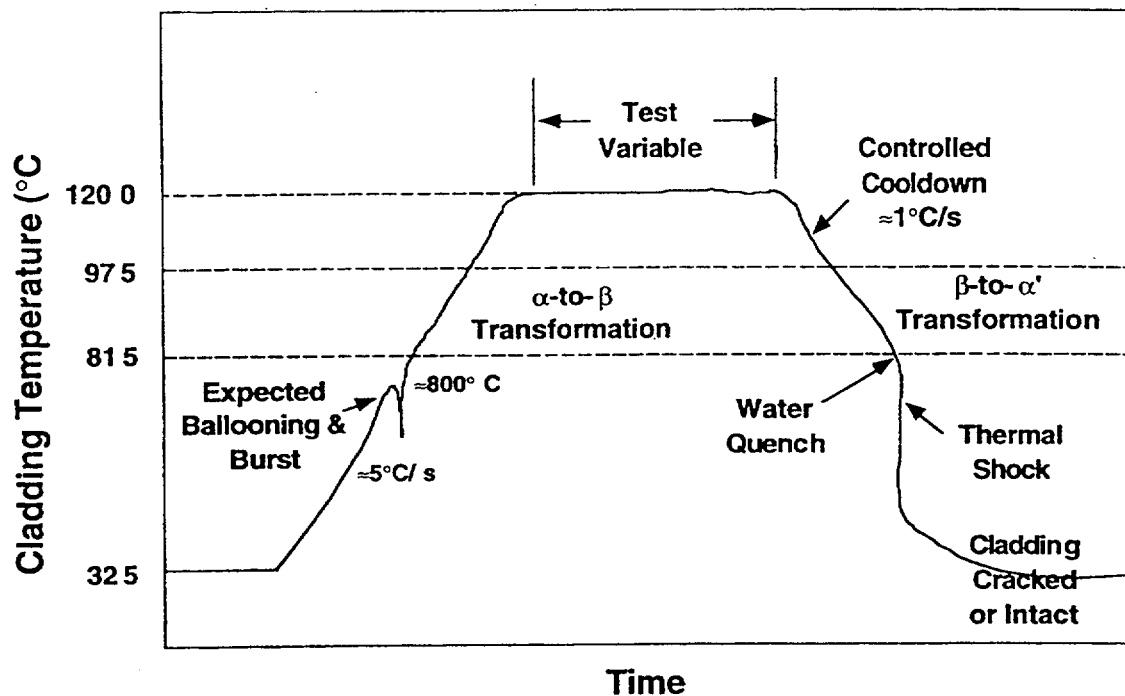 Cladding Temperature (°C
120 0
97 5
81 5
32 5
Test
Variable
Controlled
Cooldown
≈1°C/s
α-to-β
Transformation
β-to-α'
Transformation
Expected
Ballooning &
Burst
≈800° C
≈5°C/ s
Water
Quench
Thermal
Shock
Cladding
Cracked
or Intact
Time